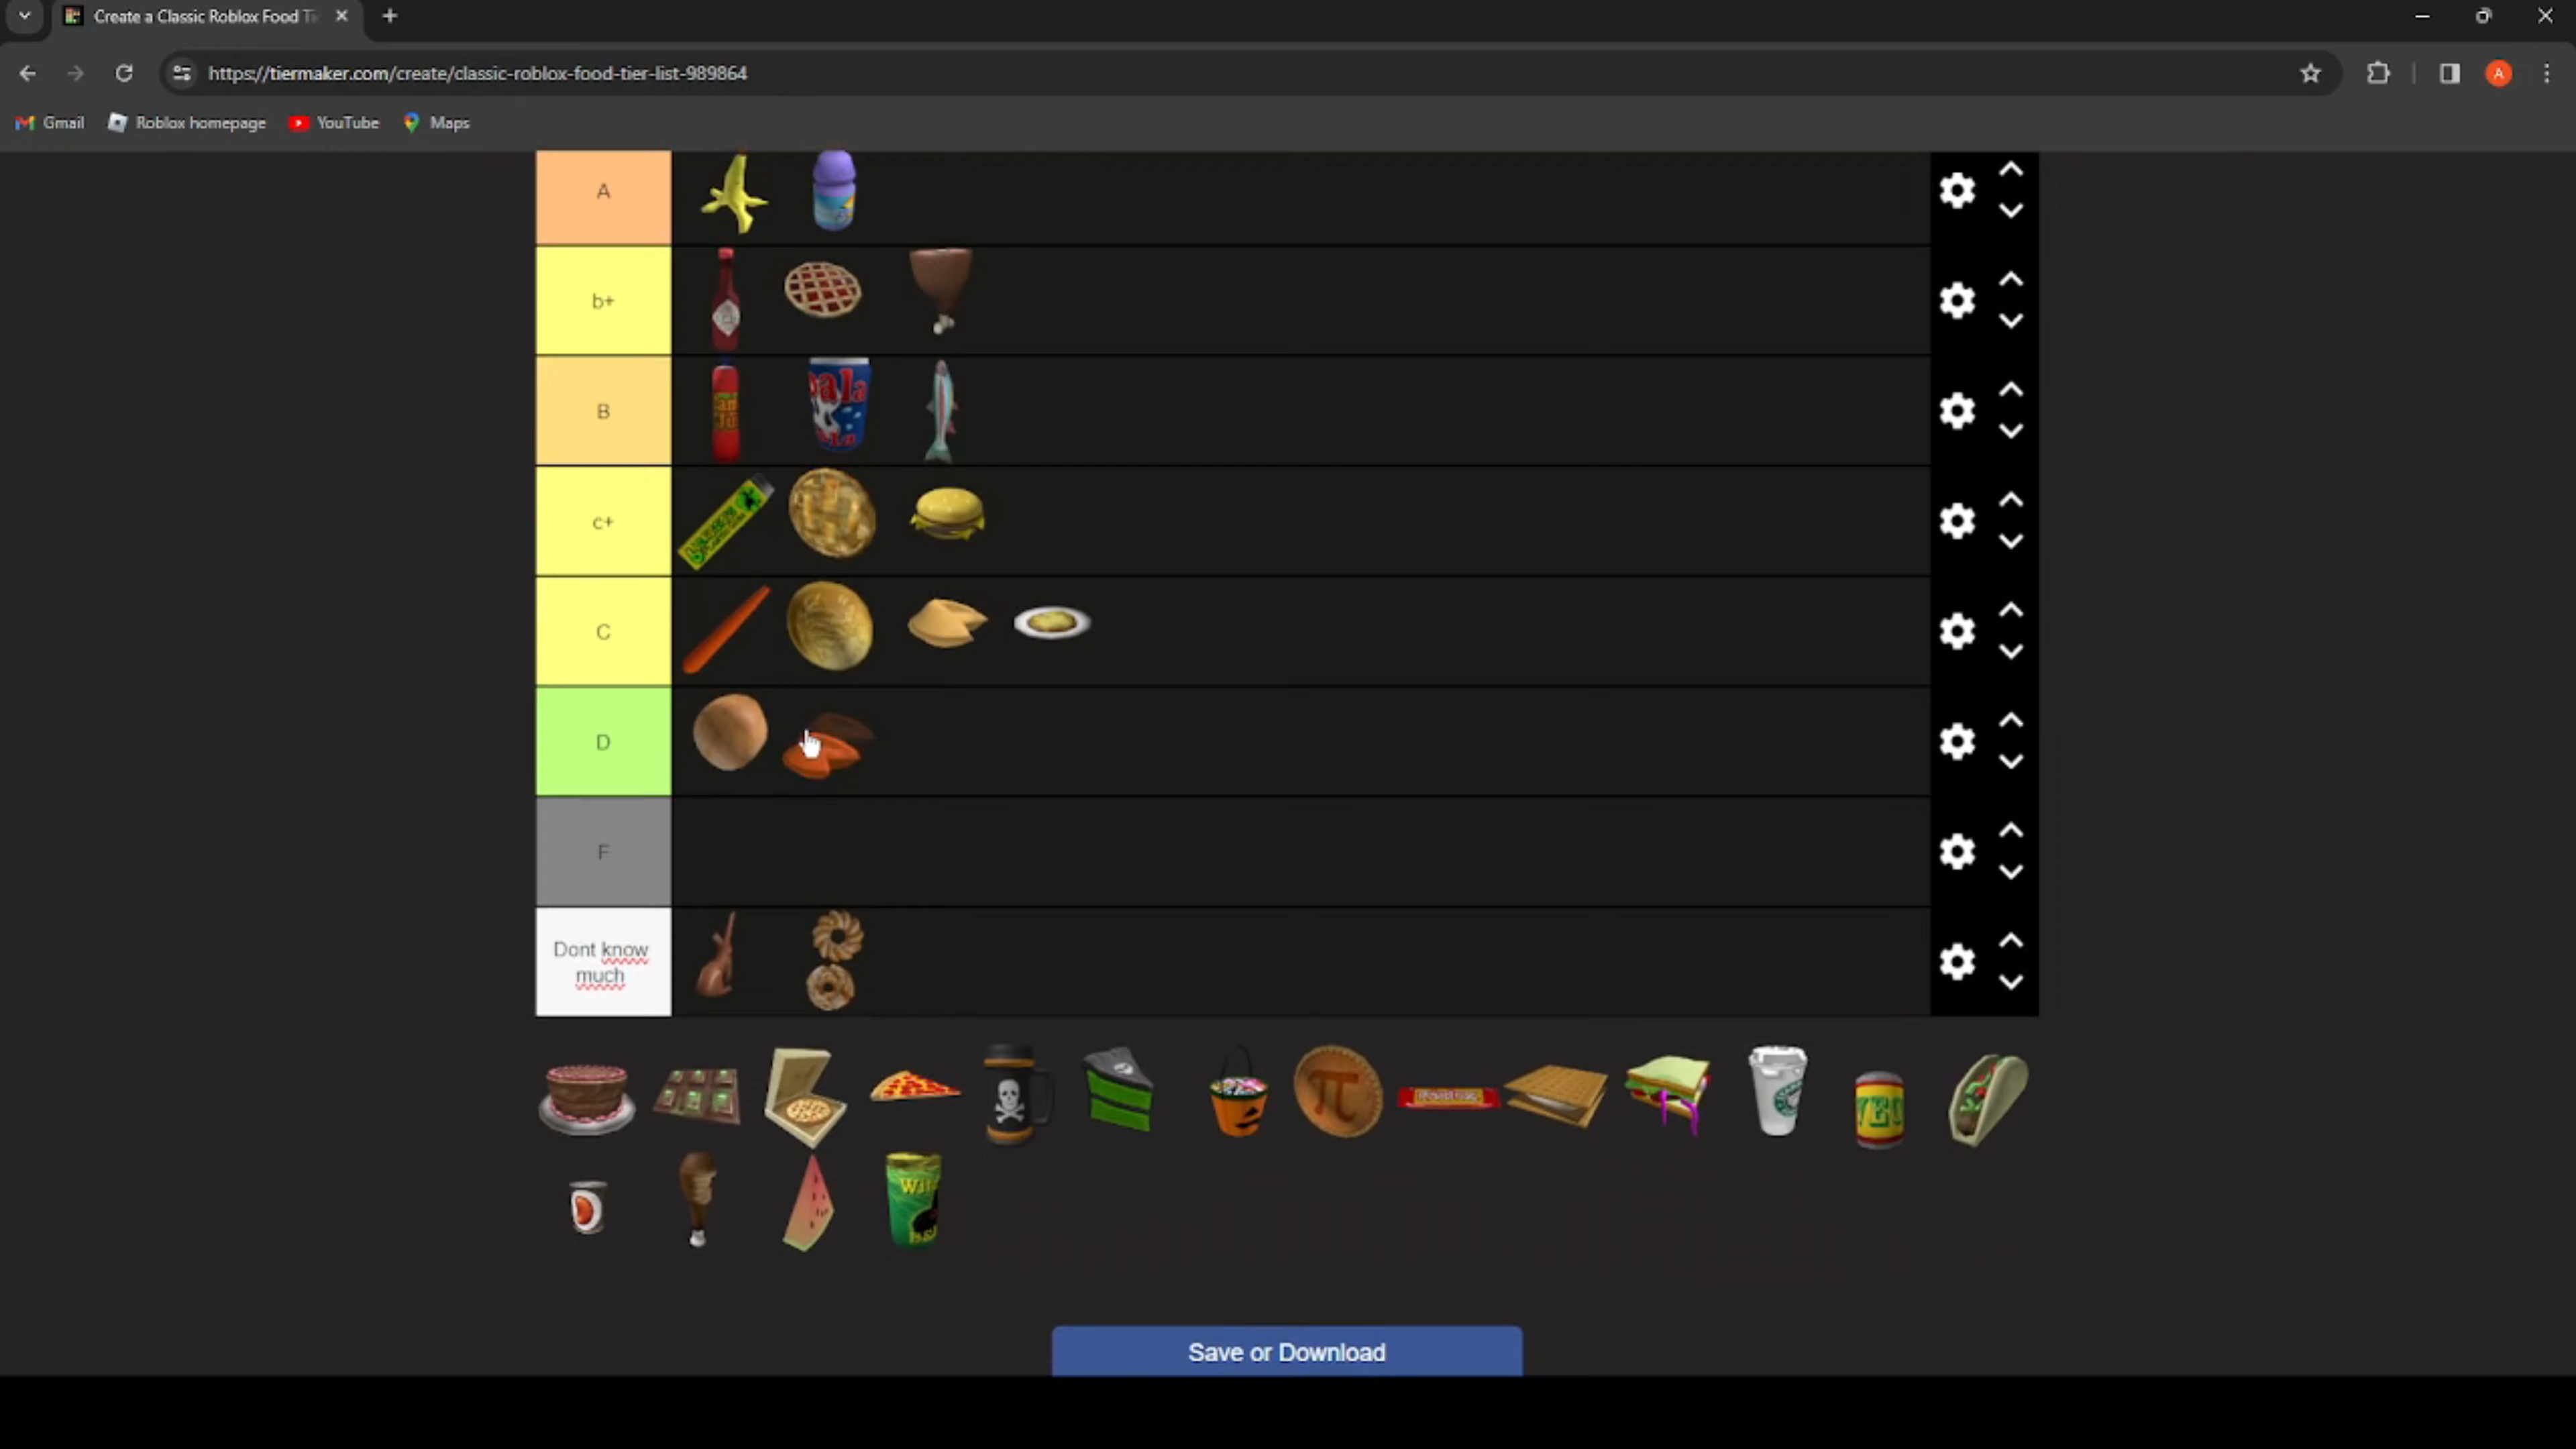 Create a Classic Roblox Food Ti
https://tiermaker.com/create/classic-roblox-food-tier-list-989864
A
Gmail
Roblox homepage
YouTube
Maps
A
b+
B
c+
C
D
F
Dont know
much
π
Save or Download